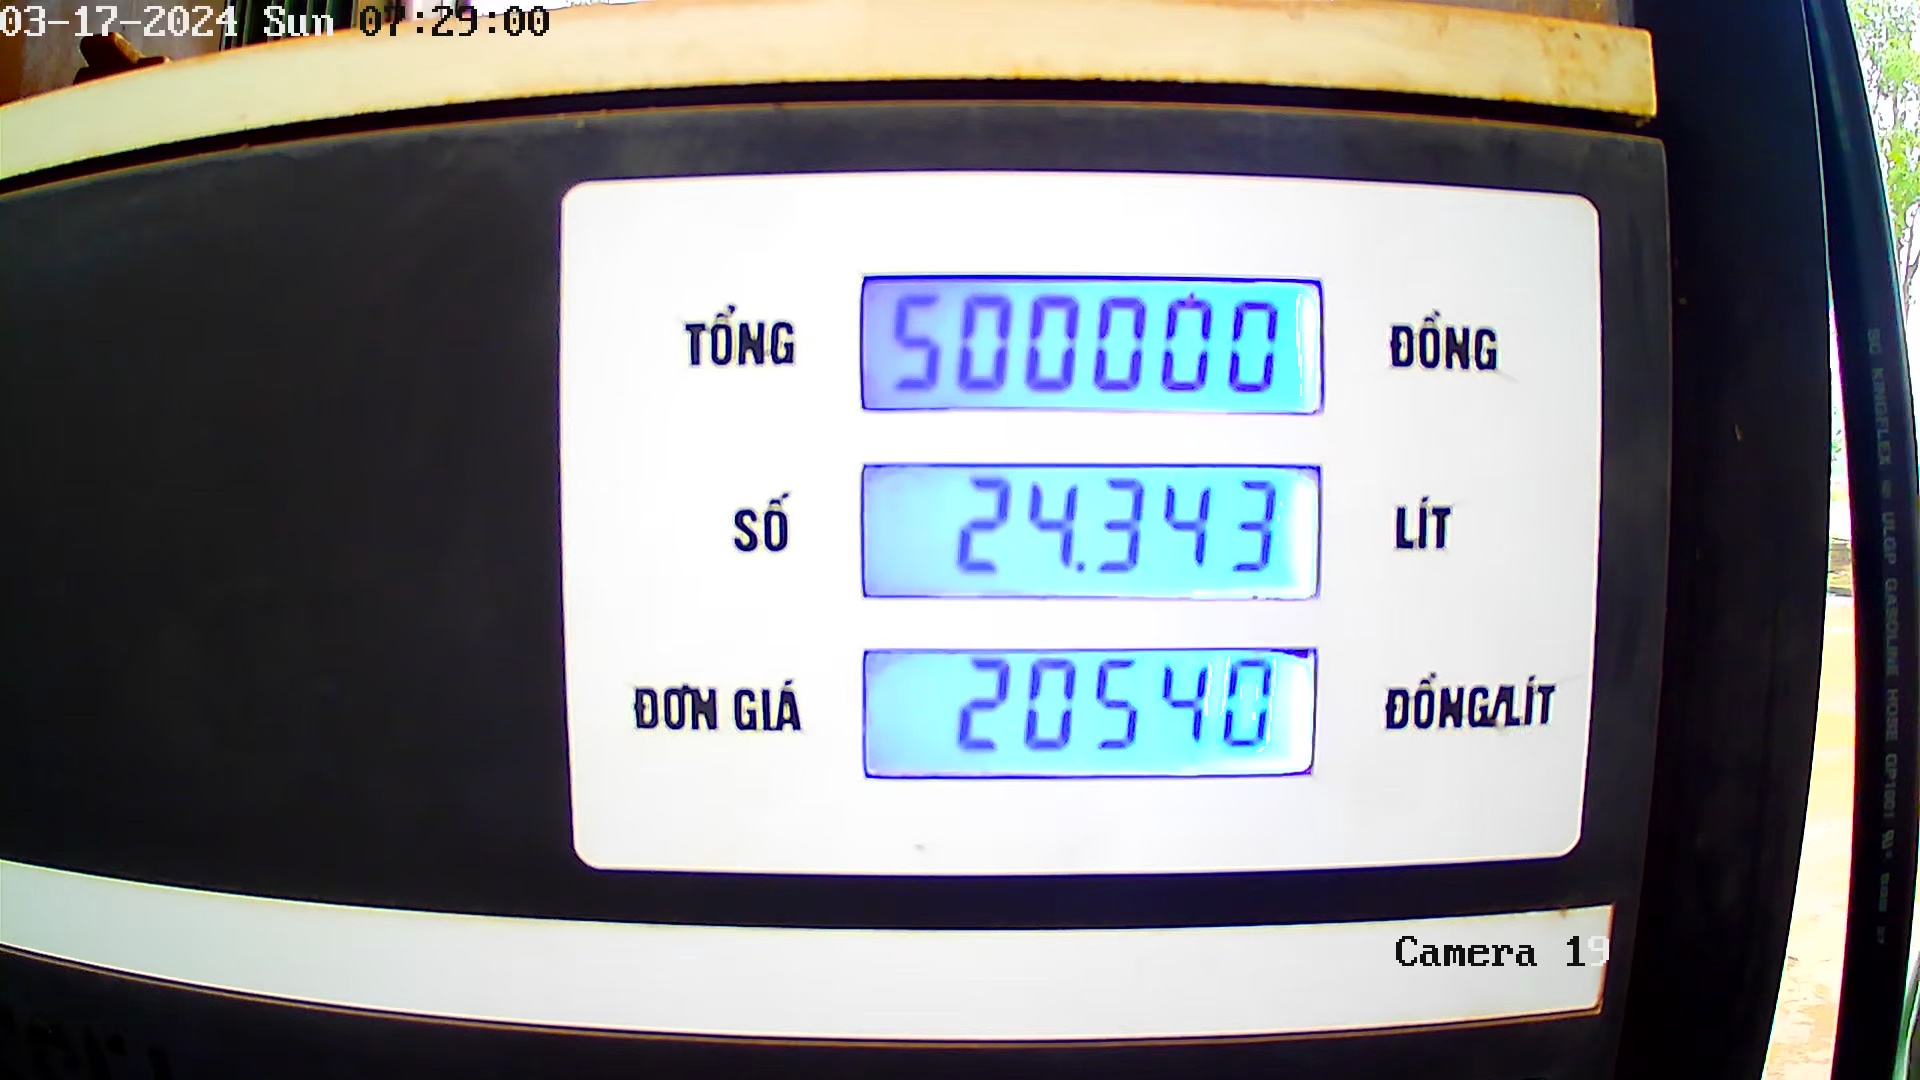 03-17-2024 Sun 07:29:00
TỔNG 500000 ĐỒNG
SỐ 24.343 LÍT
ĐƠN GIÁ 20540 ĐỒNG/LÍT
Camera 19